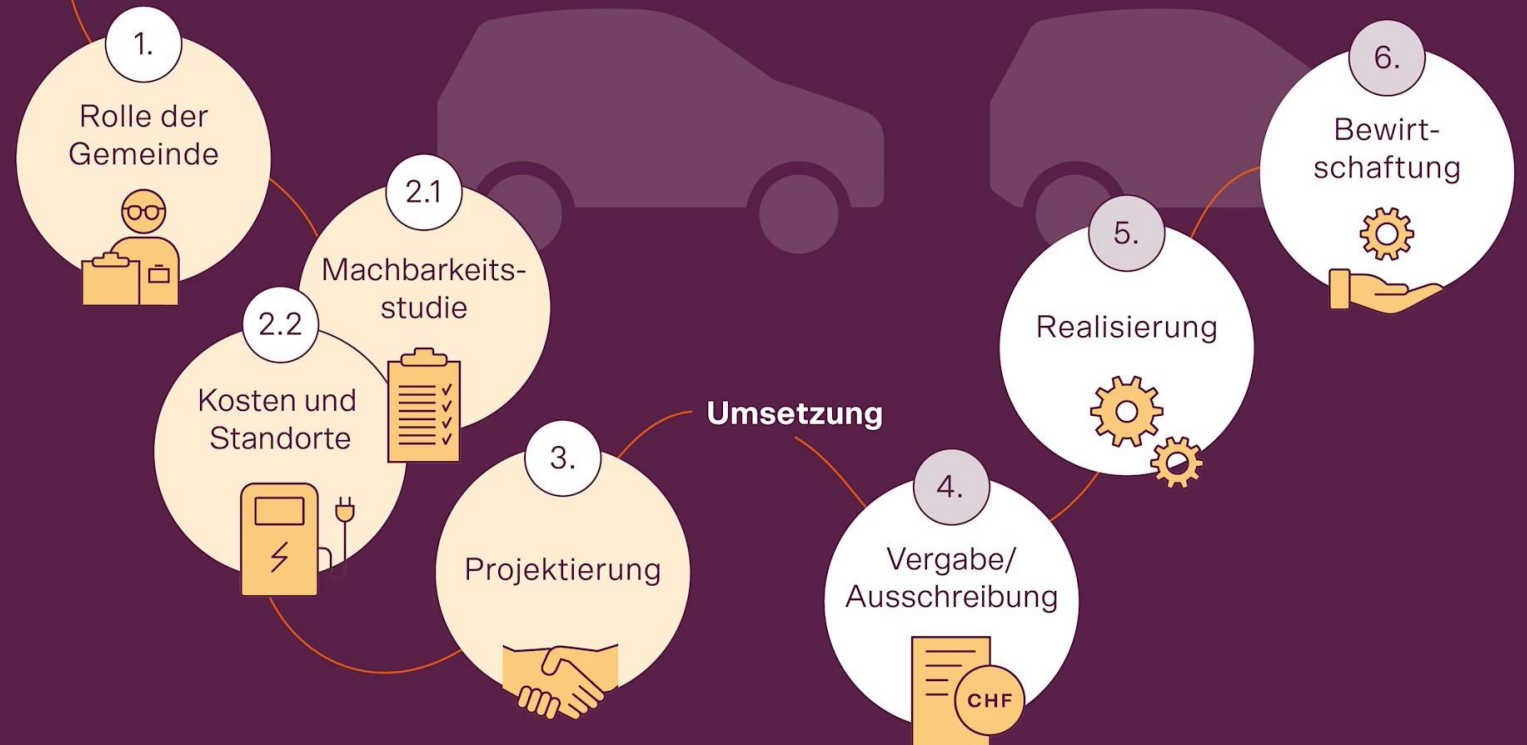 1.
Rolle der
Gemeinde
2.1
Machbarkeits-
studie
2.2
Kosten und
Standorte
3.
Projektierung
Umsetzung
4.
Vergabe/
Ausschreibung
CHF
5.
Realisierung
6.
Bewirt-
schaftung